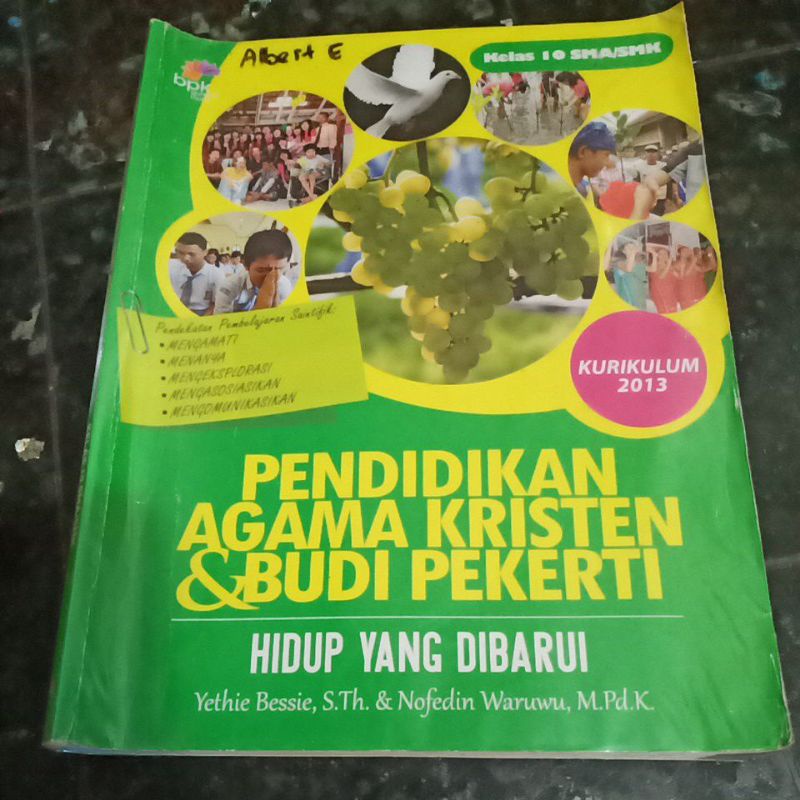 Albert E
Kelas 10 SMA/SMK
bpk
Pendekatan Pembelajaran Saintifik:
• MENGAMATI
• MENANYA
• MENGEKSPLORASI
• MENGASOSIASIKAN
• MENGOMUNIKASIKAN
KURIKULUM
2013
PENDIDIKAN
AGAMA KRISTEN
& BUDI PEKERTI
HIDUP YANG DIBARUI
Yethie Bessie, S.Th. & Nofedin Waruwu, M.Pd.K.